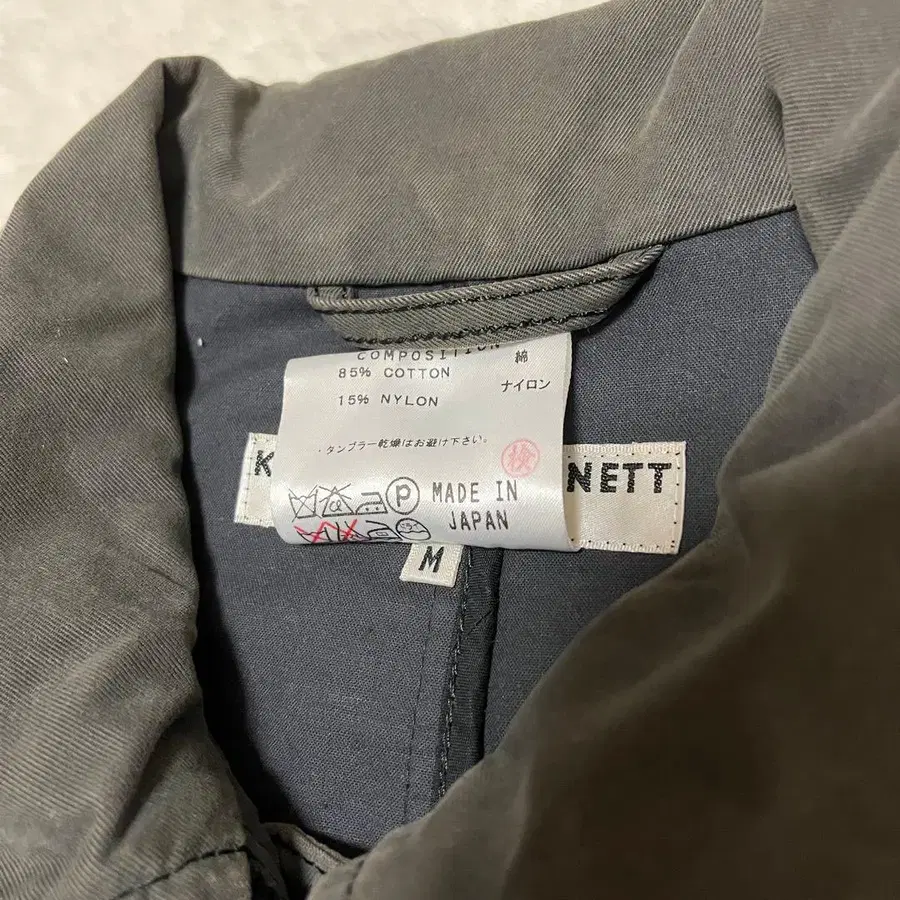 COMPOSITION 綿
85% COTTON
ナイロン
15% NYLON
・タンブラー乾燥はお避け下さい。
検
K NETT
P MADE IN
JAPAN
M